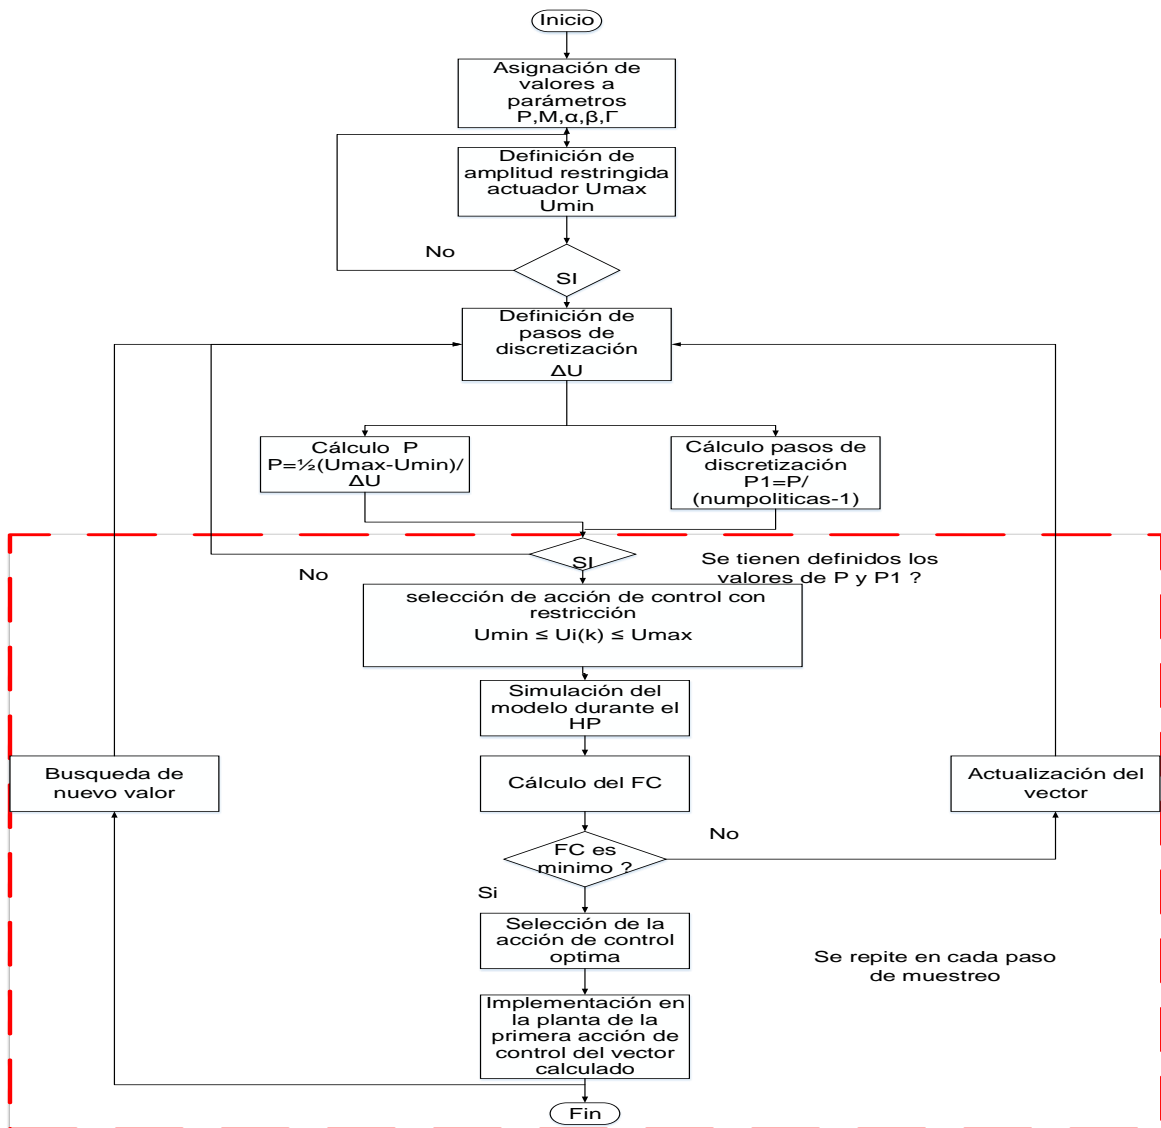 Inicio
Asignación de
valores a
parámetros
P,M,α,β,Γ
Definición de
amplitud restringida
actuador Umax
Umin
No
SI
Definición de
pasos de
discretización
ΔU
Cálculo P
P=½(Umax-Umin)/
ΔU
Cálculo pasos de
discretización
P1=P/
(numpoliticas-1)
SI
No
Se tienen definidos los
valores de P y P1 ?
selección de acción de control con
restricción
Umin ≤ Ui(k) ≤ Umax
Simulación del
modelo durante el
HP
Busqueda de
nuevo valor
Cálculo del FC
Actualización del
vector
No
FC es
minimo ?
Si
Selección de la
acción de control
optima
Se repite en cada paso
de muestreo
Implementación en
la planta de la
primera acción de
control del vector
calculado
Fin